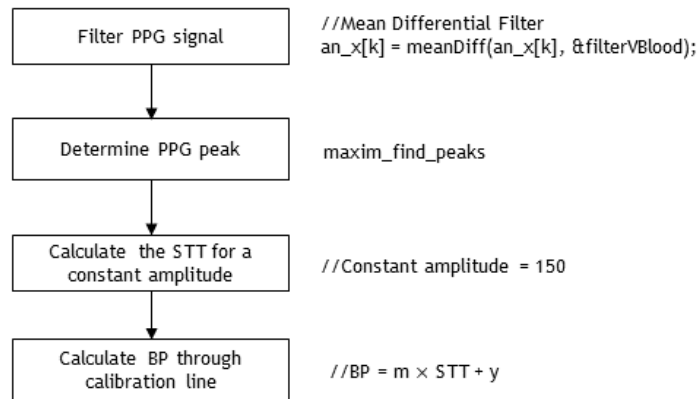 Filter PPG signal
//Mean Differential Filter
an_x[k] = meanDiff(an_x[k], &filterVBlood);
Determine PPG peak
maxim_find_peaks
Calculate the STT for a
constant amplitude
//Constant amplitude = 150
Calculate BP through
calibration line
//BP = m × STT + y